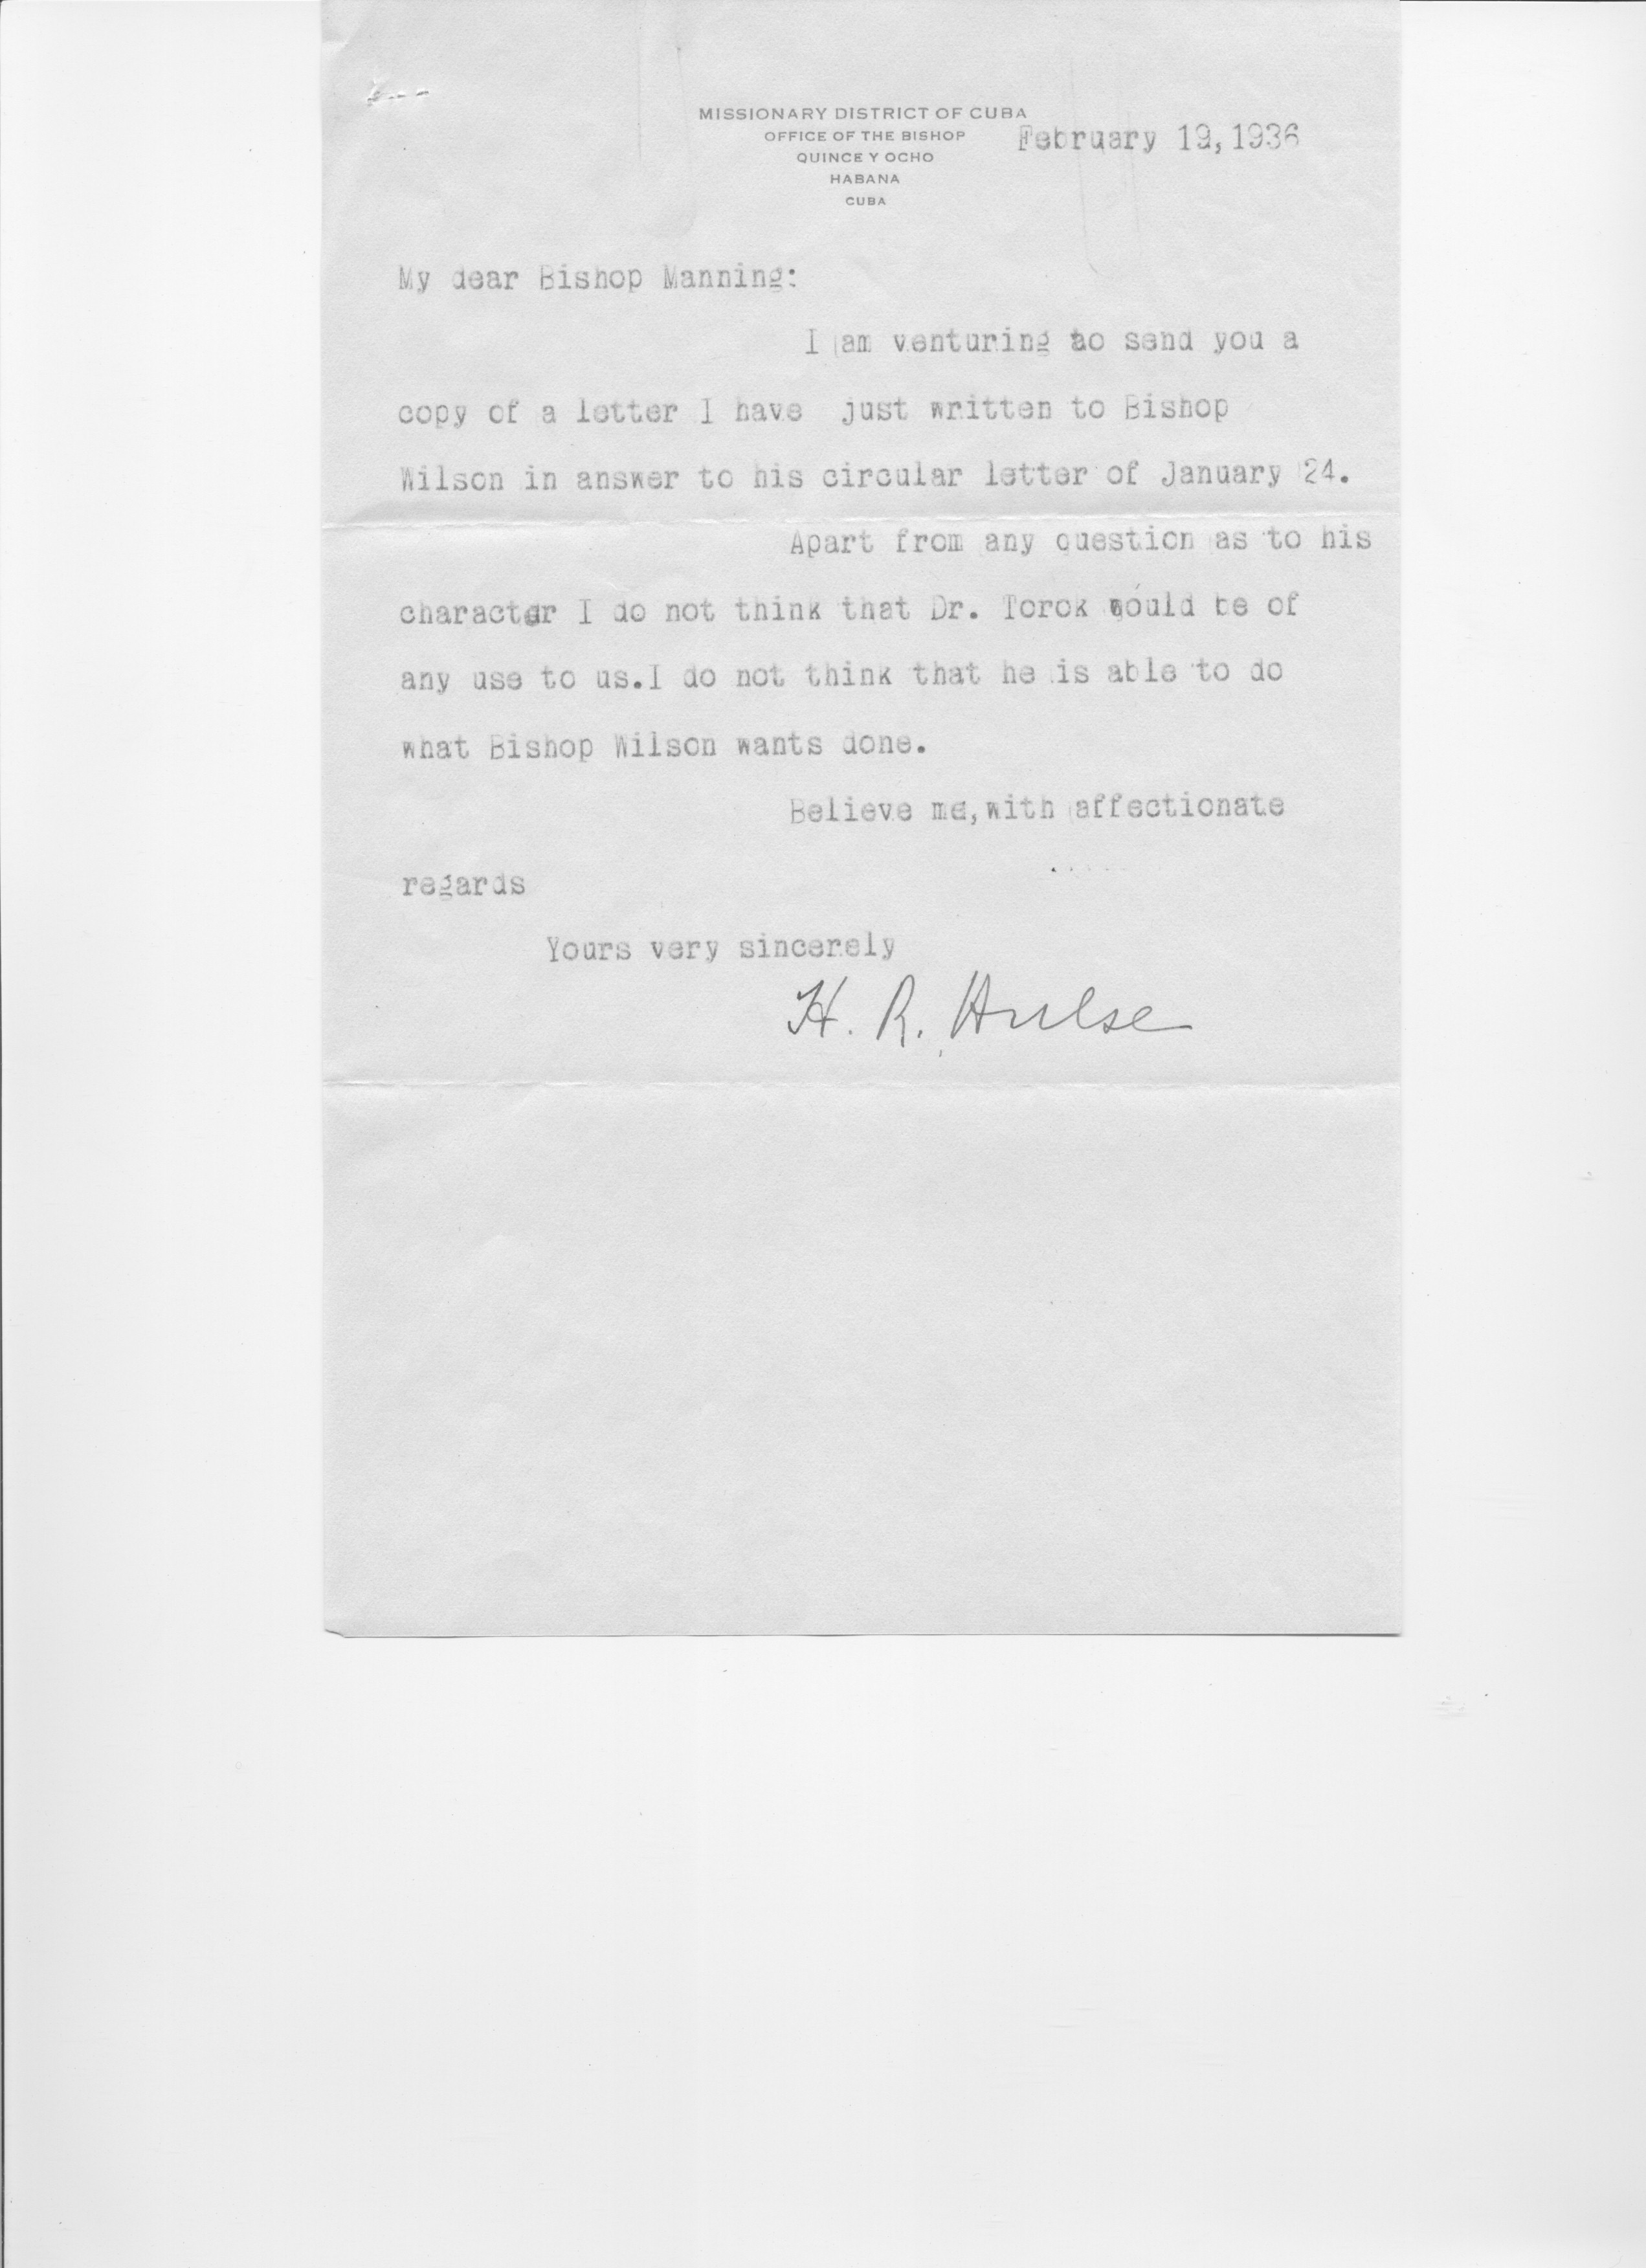 MISSIONARY DISTRICT OF CUBA
OFFICE OF THE BISHOP
QUINCE Y OCHO
HABANA
CUBA
February 19,1936
My dear Bishop Manning:
I am venturing to send you a
copy of a letter I have just written to Bishop
Wilson in answer to his circular letter of January 24.
Apart from any question as to his
character I do not think that Dr. Torok would be of
any use to us.I do not think that he is able to do
what Bishop Wilson wants done.
Believe me,with affectionate
regards
Yours very sincerely
H. R. Hulse